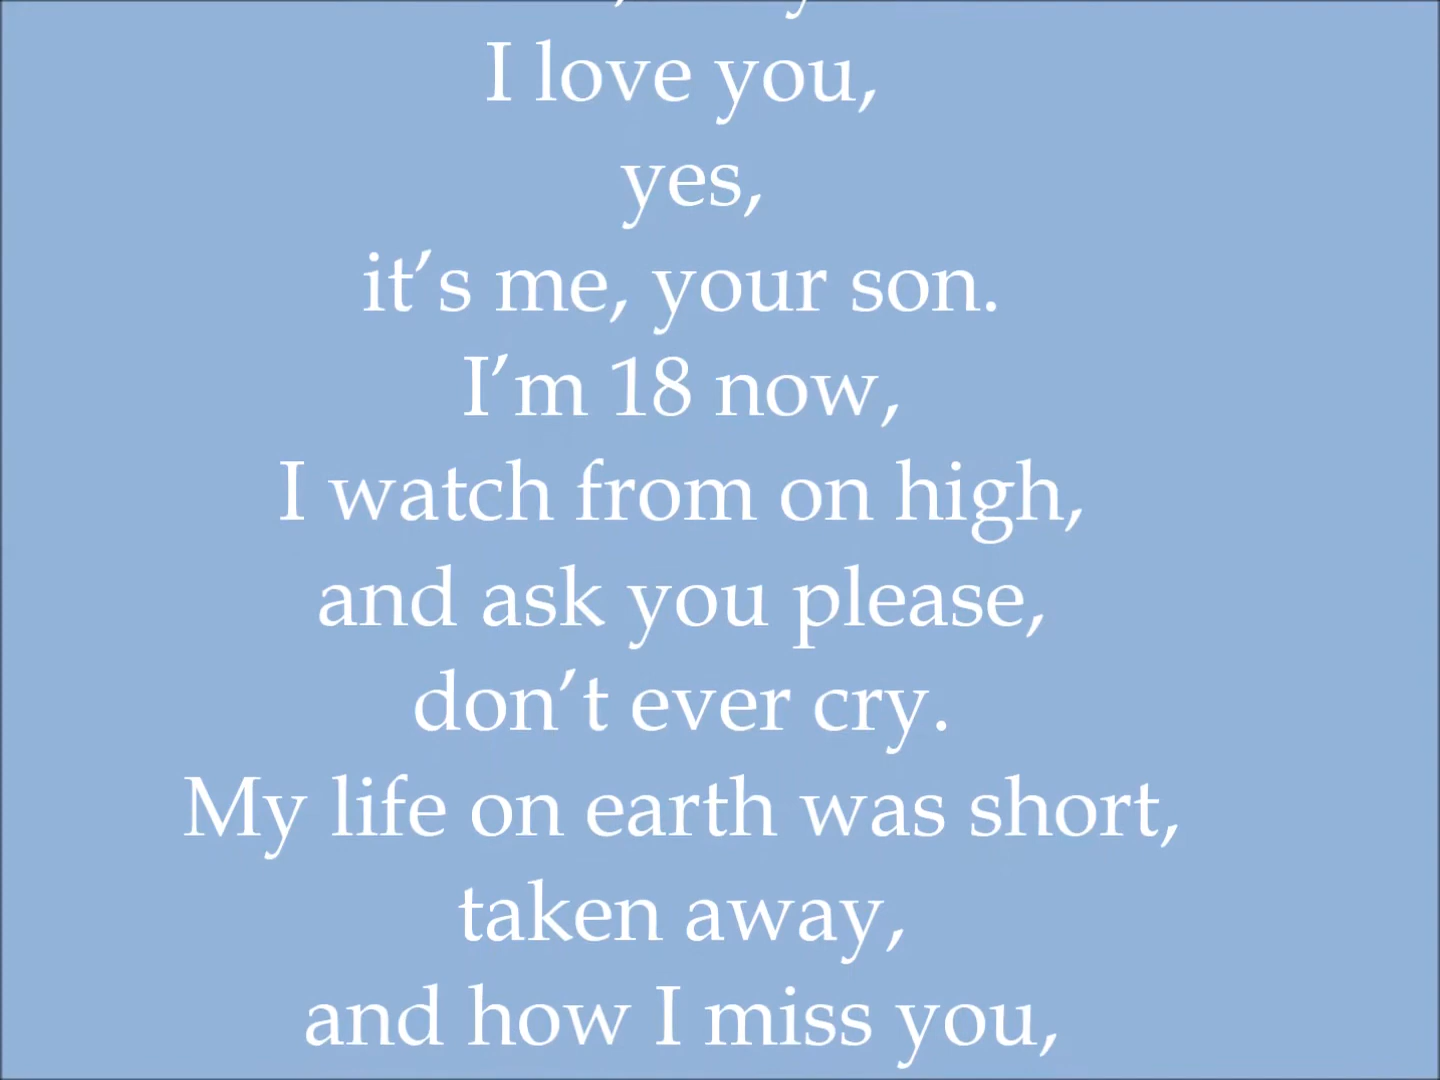 I love you,
yes,
it’s me, your son.
I’m 18 now,
I watch from on high,
and ask you please,
don’t ever cry.
My life on earth was short,
taken away,
and how I miss you,